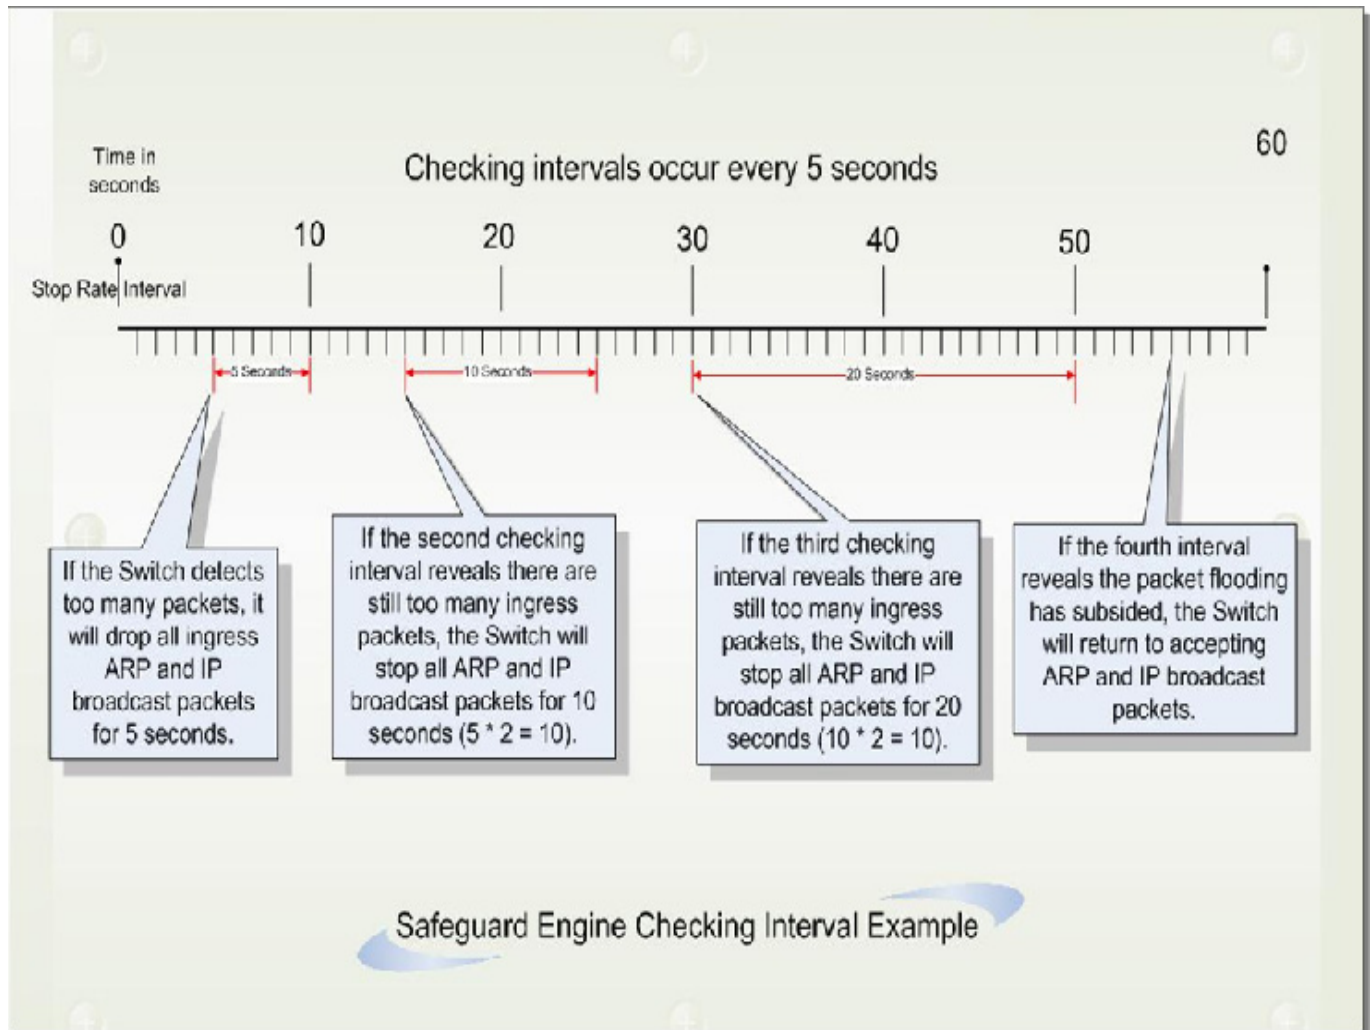 Time in
seconds
Checking intervals occur every 5 seconds
60
0
10
20
30
40
50
Stop Rate Interval
5 Seconds
10 Seconds
20 Seconds
If the Switch detects
too many packets, it
will drop all ingress
ARP and IP
broadcast packets
for 5 seconds.
If the second checking
interval reveals there are
still too many ingress
packets, the Switch will
stop all ARP and IP
broadcast packets for 10
seconds (5 * 2 = 10).
If the third checking
interval reveals there are
still too many ingress
packets, the Switch will
stop all ARP and IP
broadcast packets for 20
seconds (10 * 2 = 10).
If the fourth interval
reveals the packet flooding
has subsided, the Switch
will return to accepting
ARP and IP broadcast
packets.
Safeguard Engine Checking Interval Example